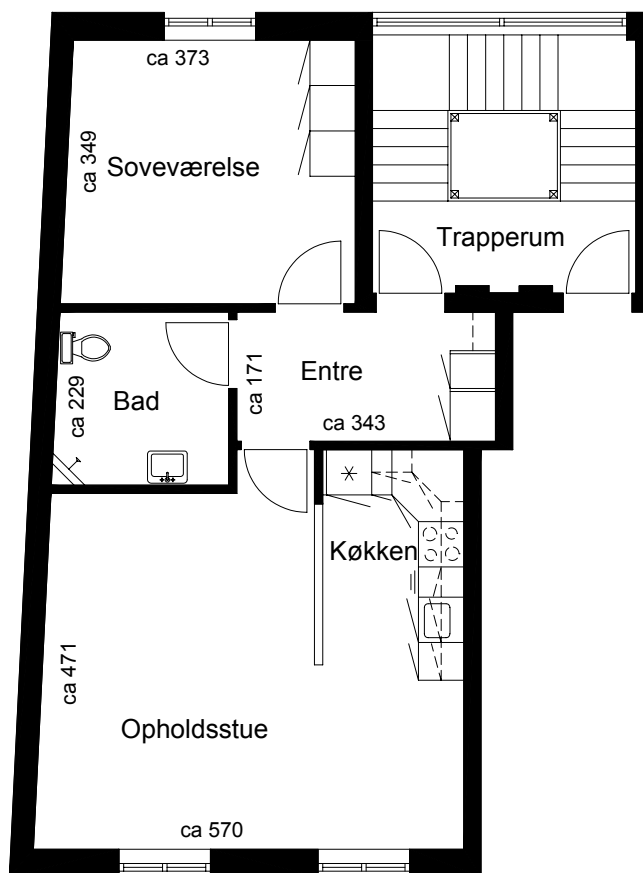 ca 373
ca 349
Soveværelse
Trapperum
Entre
ca 171
ca 343
Bad
ca 229
Køkken
ca 471
Opholdsstue
ca 570